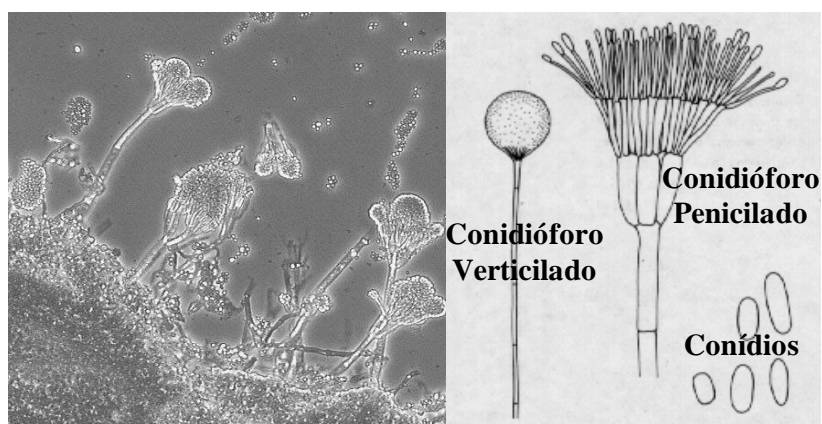 Conidióforo
Verticilado
Conidióforo
Penicilado
Conídios